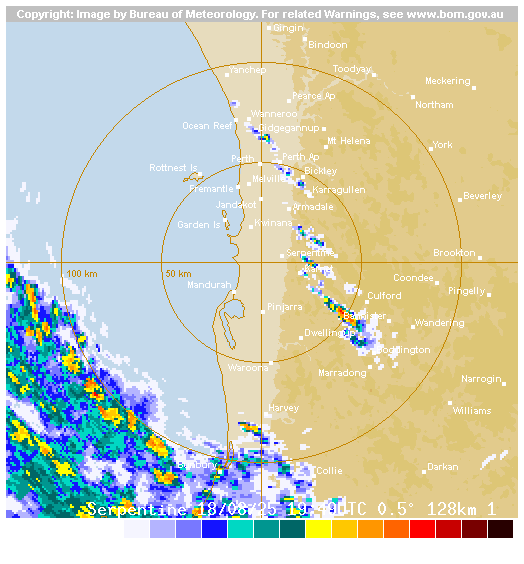 Copyright: Image by Bureau of Meteorology. For related Warnings, see www.bom.gov.au
Gingin
Bindoon
Yanchep
Toodyay
Meckering
Pearce Ap
Northam
Wanneroo
Ocean Reef
Gidgegannup
Mt Helena
York
Perth
Perth Ap
Rottnest Is
Bickley
Melville
Fremantle
Karragullen
Beverley
Jandakot
Armadale
Garden Is
Kwinana
Serpentine
Brookton
100 km
50 km
Coondee
Mandurah
Pingelly
Culford
Pinjarra
Bannister
Wandering
Dwellingup
Boddington
Waroona
Marradong
Narrogin
Harvey
Williams
Bunbury
Collie
Darkan
Serpentine 18/08/25 UTC 0.5° 128km 1